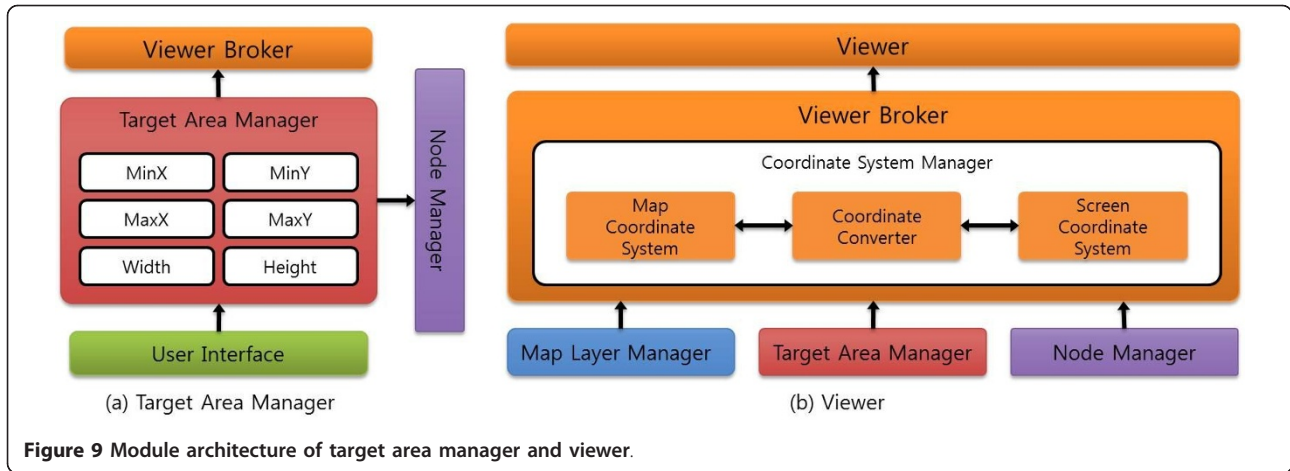 Viewer Broker
Target Area Manager
MinX
MinY
MaxX
MaxY
Width
Height
Node Manager
User Interface
(a) Target Area Manager
Viewer
Viewer Broker
Coordinate System Manager
Map
Coordinate
System
Coordinate
Converter
Screen
Coordinate
System
Map Layer Manager
Target Area Manager
Node Manager
(b) Viewer
Figure 9 Module architecture of target area manager and viewer.